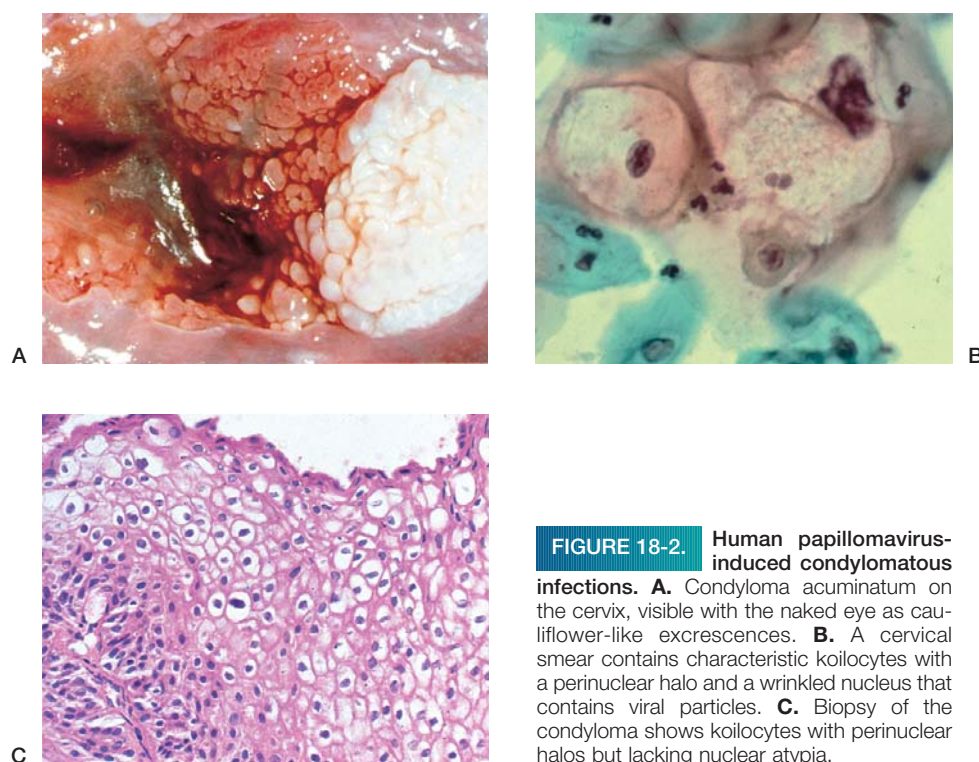 A
B
C
FIGURE 18-2. Human papillomavirus-
induced condylomatous
infections. A. Condyloma acuminatum on
the cervix, visible with the naked eye as cau-
liflower-like excrescences. B. A cervical
smear contains characteristic koilocytes with
a perinuclear halo and a wrinkled nucleus that
contains viral particles. C. Biopsy of the
condyloma shows koilocytes with perinuclear
halos but lacking nuclear atypia.